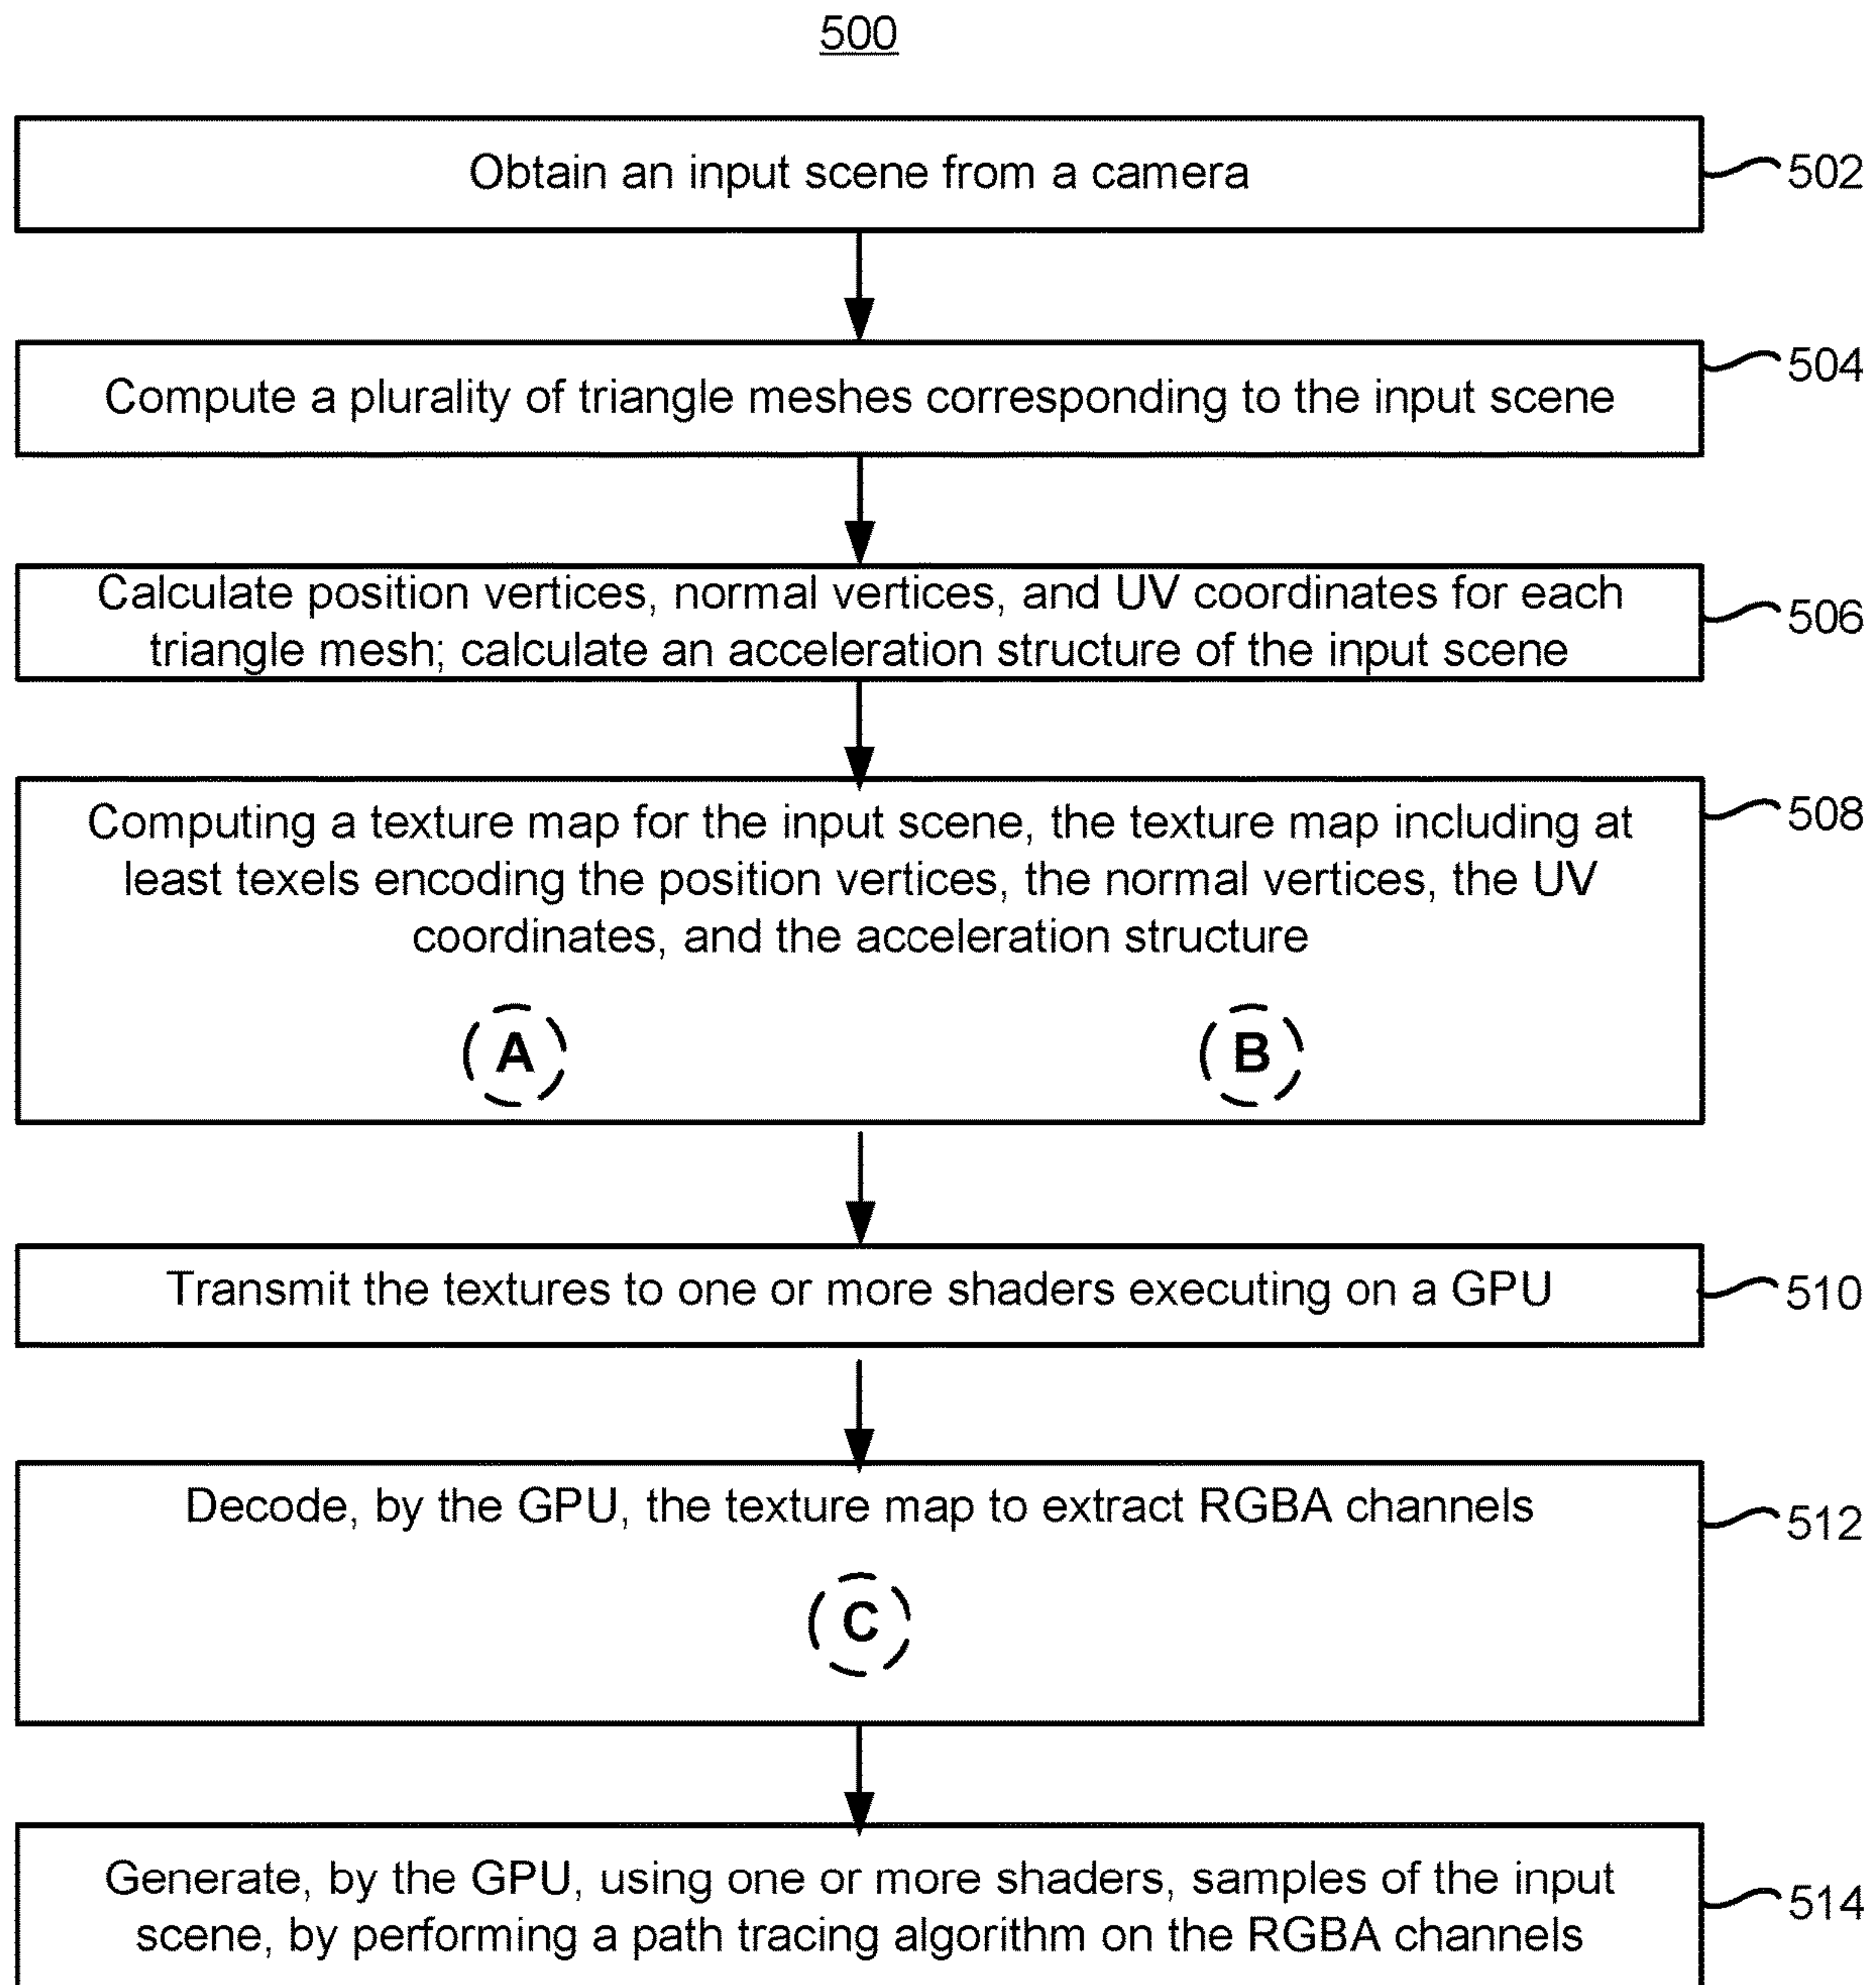 500
Obtain an input scene from a camera
502
Compute a plurality of triangle meshes corresponding to the input scene
504
Calculate position vertices, normal vertices, and UV coordinates for each
triangle mesh; calculate an acceleration structure of the input scene
506
Computing a texture map for the input scene, the texture map including at
least texels encoding the position vertices, the normal vertices, the UV
coordinates, and the acceleration structure
508
A
B
Transmit the textures to one or more shaders executing on a GPU
510
Decode, by the GPU, the texture map to extract RGBA channels
512
C
Generate, by the GPU, using one or more shaders, samples of the input
scene, by performing a path tracing algorithm on the RGBA channels
514